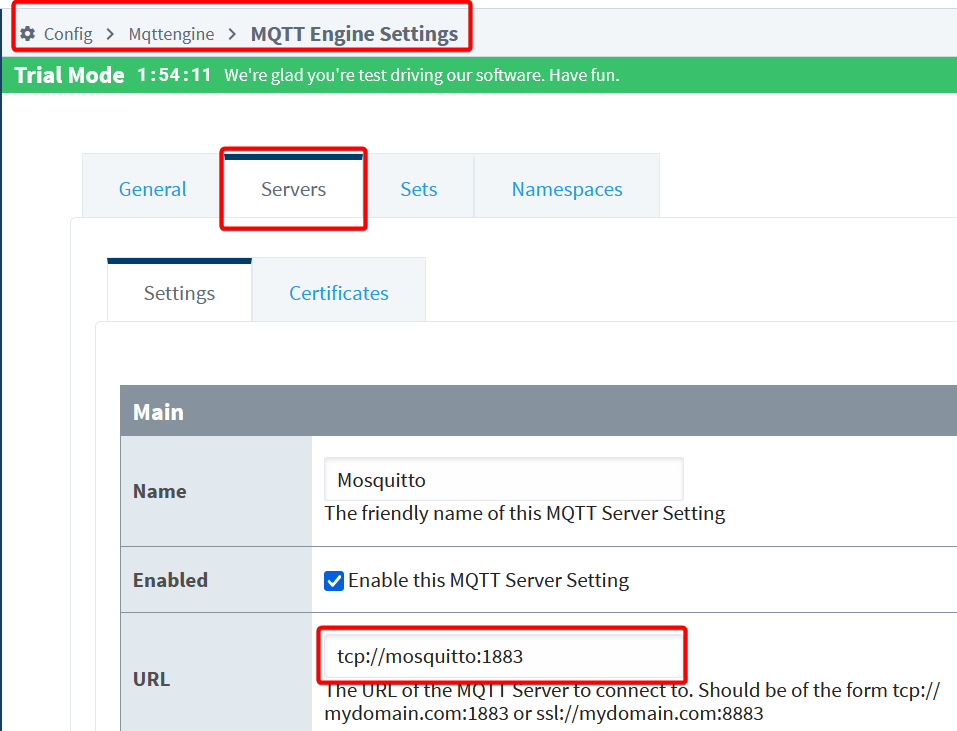 Config > Mqttengine > MQTT Engine Settings
Trial Mode 1:54:11 We're glad you're test driving our software. Have fun.
General Servers Sets Namespaces
Settings Certificates
Main
Name
Mosquitto
The friendly name of this MQTT Server Setting
Enabled
Enable this MQTT Server Setting
URL
tcp://mosquitto:1883
The URL of the MQTT Server to connect to. Should be of the form tcp://
mydomain.com:1883 or ssl://mydomain.com:8883